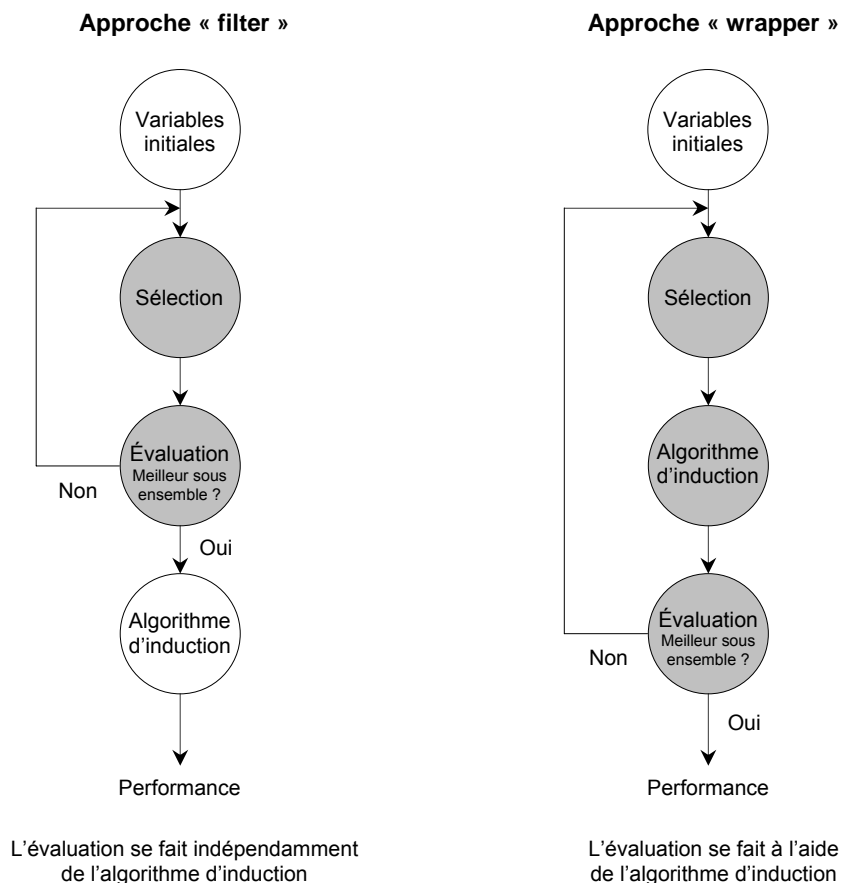 Approche « filter »
Variables
initiales
Sélection
Évaluation
Meilleur sous
ensemble ?
Non
Oui
Algorithme
d'induction
Performance
L'évaluation se fait indépendamment
de l'algorithme d'induction
Approche « wrapper »
Variables
initiales
Sélection
Algorithme
d'induction
Évaluation
Meilleur sous
ensemble ?
Non
Oui
Performance
L'évaluation se fait à l'aide
de l'algorithme d'induction